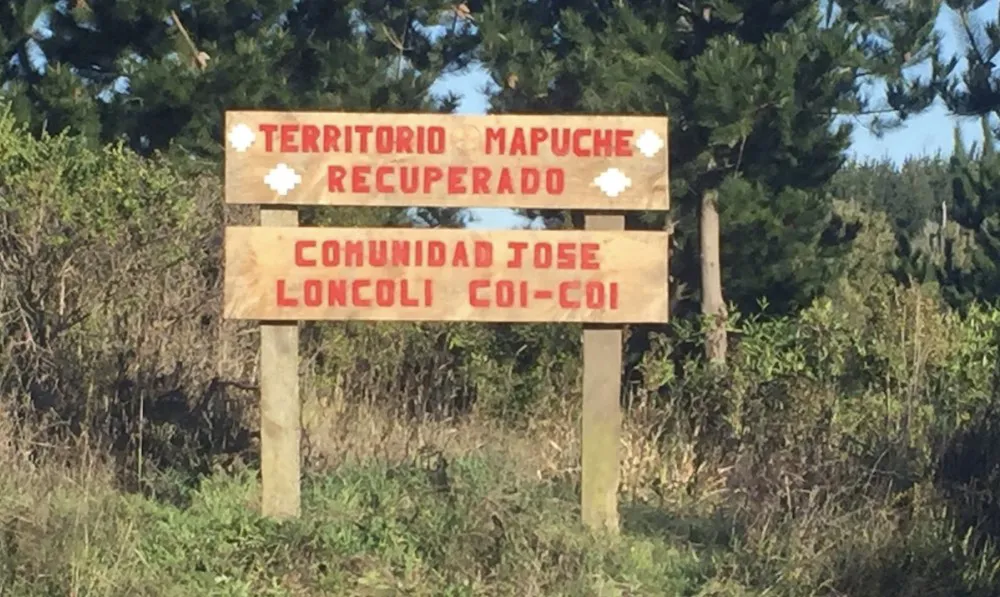 TERRITORIO MAPUCHE
RECUPERADO
COMUNIDAD JOSE
LONCOLI COI-COI